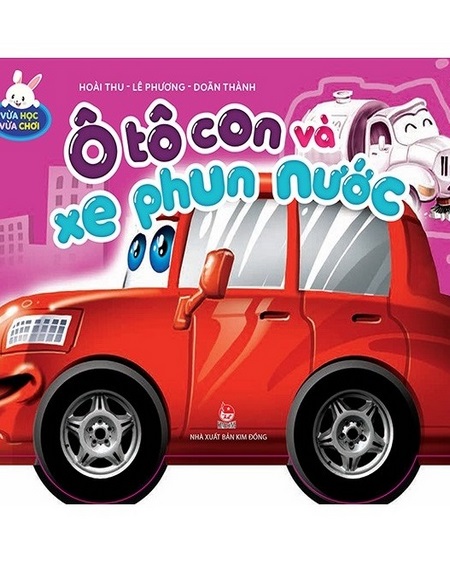 HOÀI THU - LÊ PHƯƠNG - DOÃN THÀNH
VỪA HỌC
VỪA CHƠI
Ô tô con và
xe phun nước
NHÀ XUẤT BẢN KIM ĐỒNG